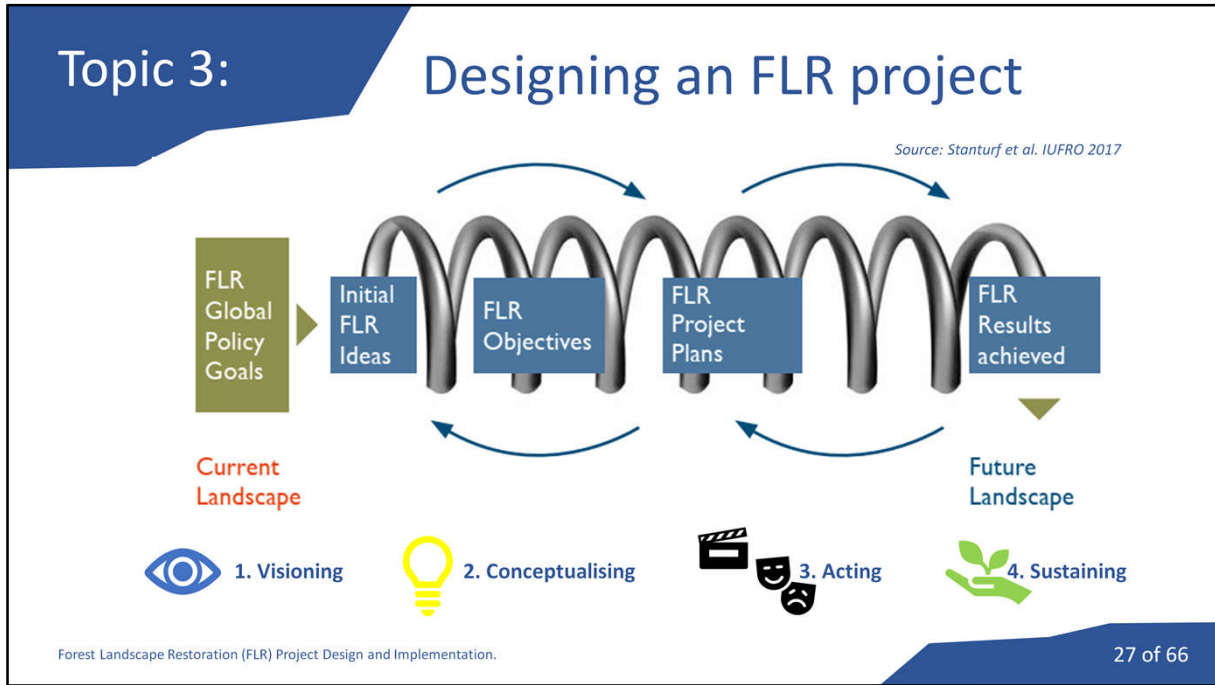 Topic 3:
Designing an FLR project
Source: Stanturf et al. IUFRO 2017
FLR
Global
Policy
Goals
Initial
FLR
Ideas
FLR
Objectives
FLR
Project
Plans
FLR
Results
achieved
Current
Landscape
Future
Landscape
1. Visioning
2. Conceptualising
3. Acting
4. Sustaining
Forest Landscape Restoration (FLR) Project Design and Implementation.
27 of 66